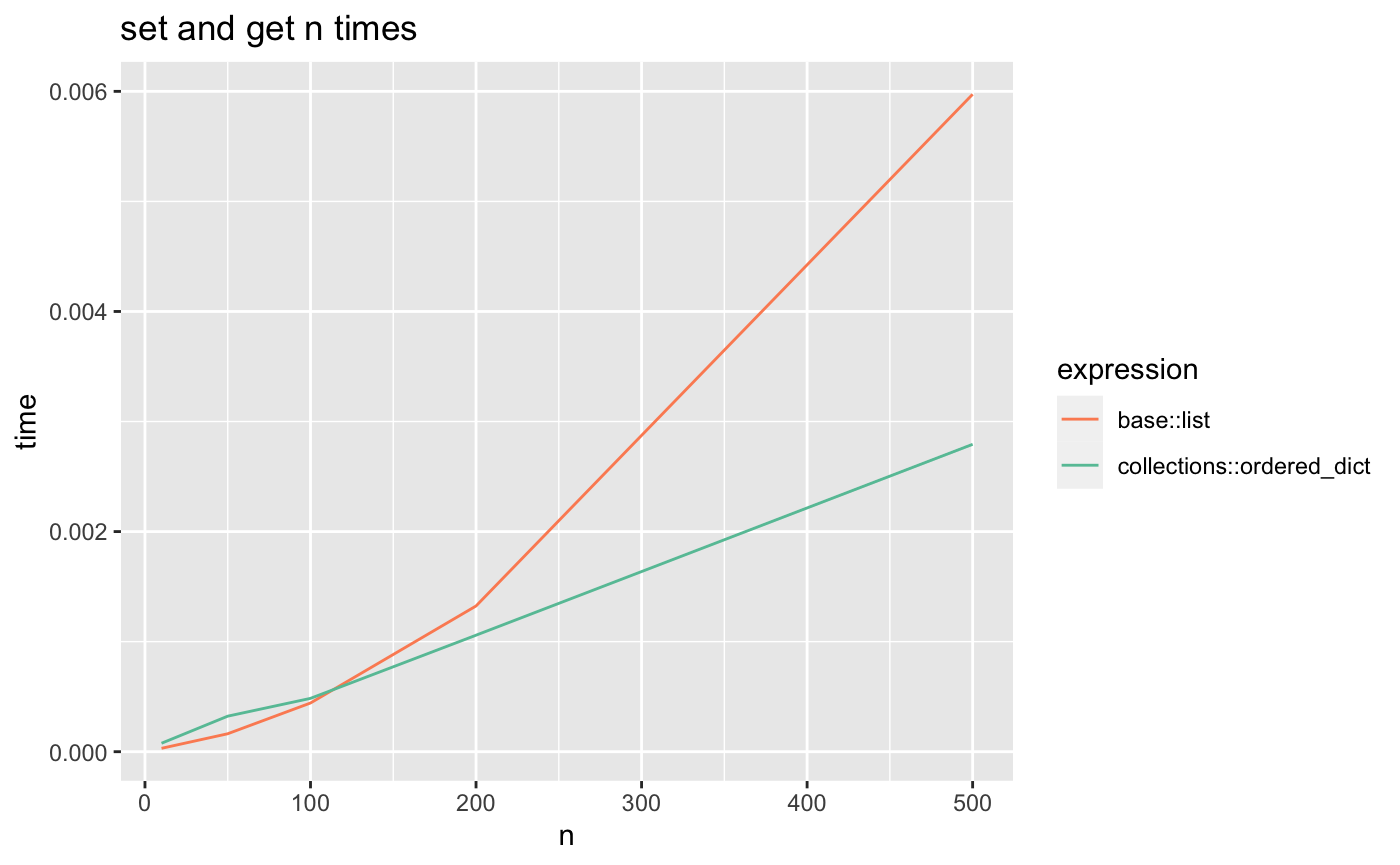 set and get n times
0.006
0.004
0.002
0.000
time
0 100 200 300 400 500
n
expression
base::list
collections::ordered_dict